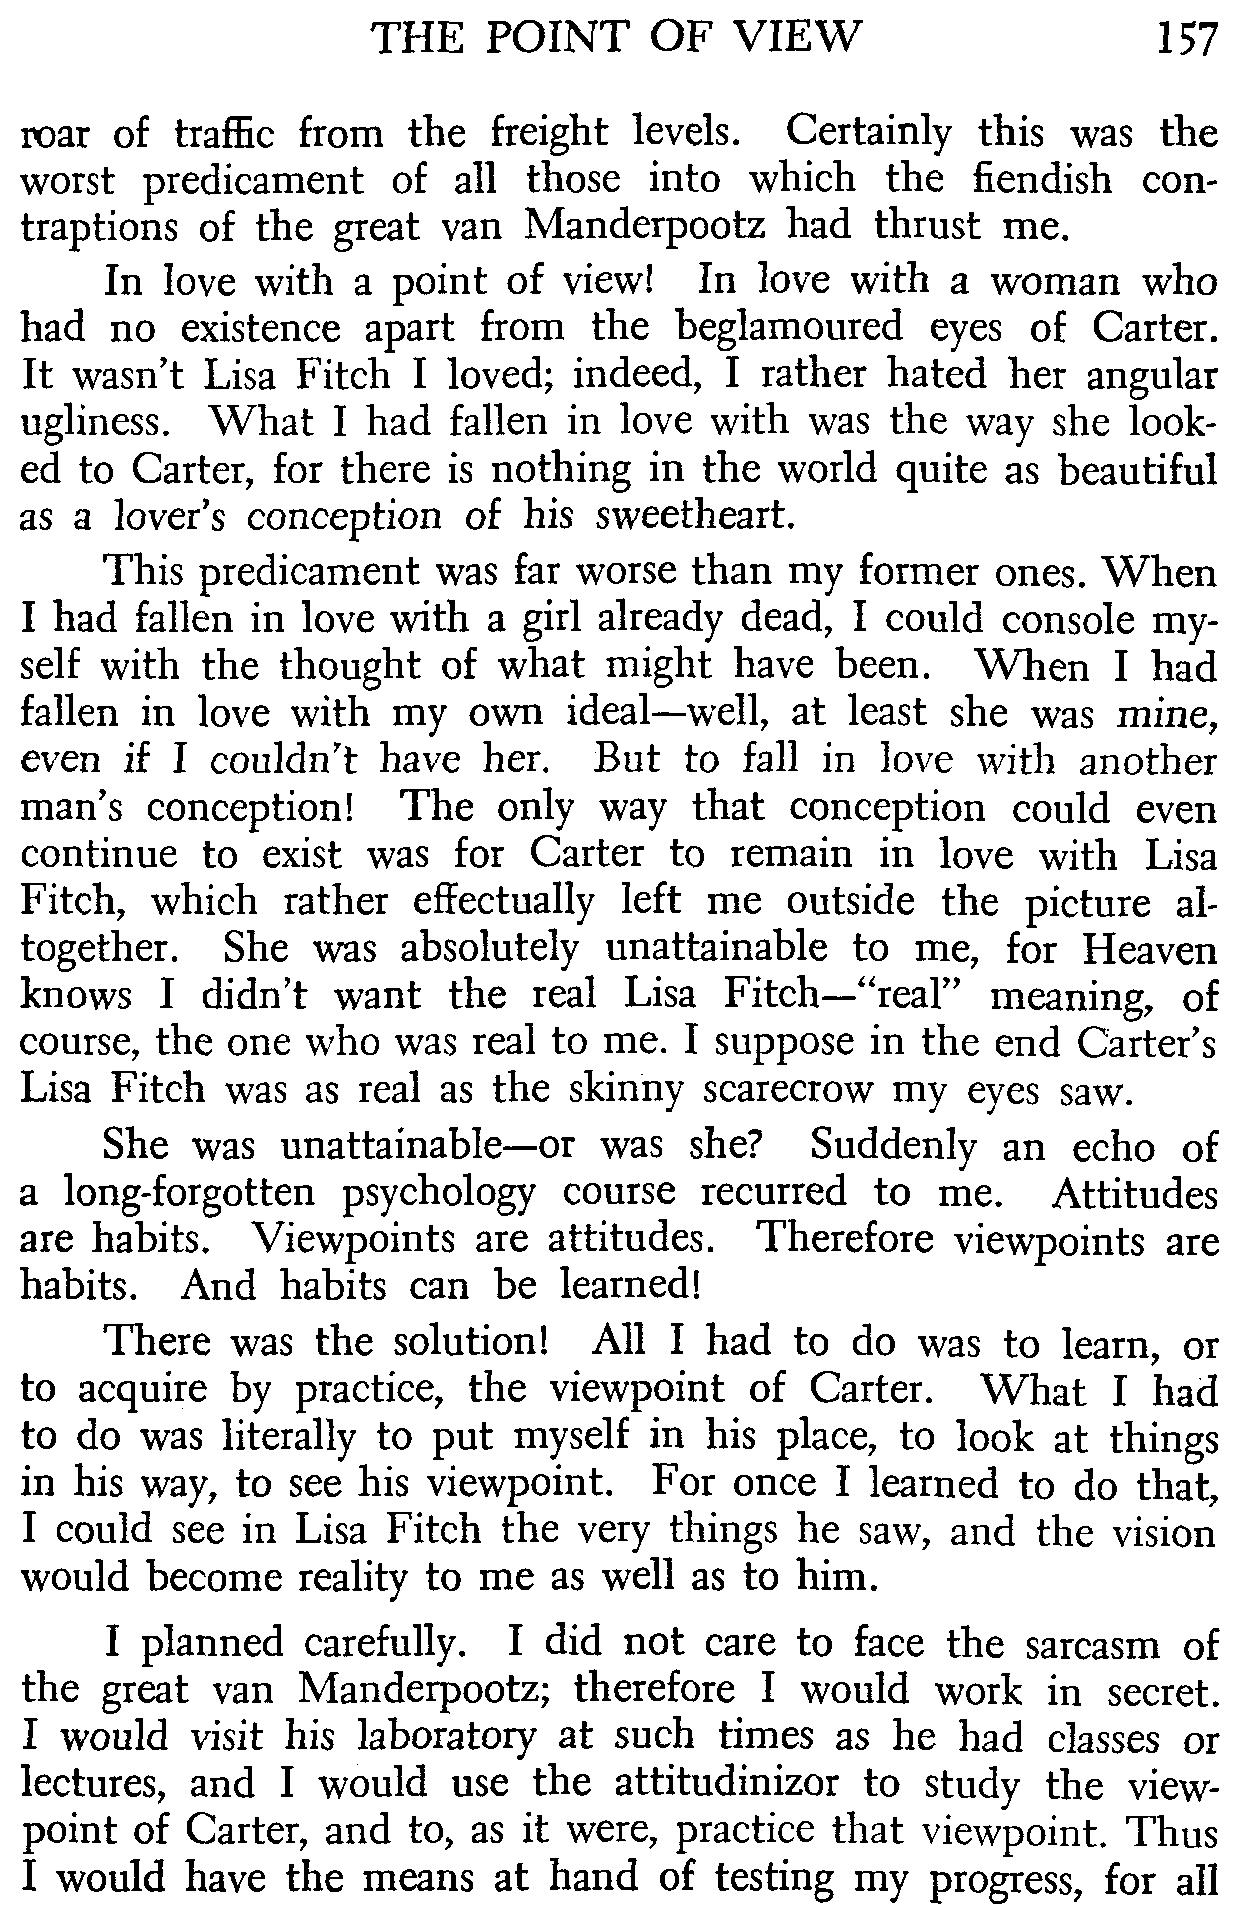 THE POINT OF VIEW 157
roar of traffic from the freight levels. Certainly this was the
worst predicament of all those into which the fiendish con-
traptions of the great van Manderpootz had thrust me.
In love with a point of view! In love with a woman who
had no existence apart from the beglamoured eyes of Carter.
It wasn't Lisa Fitch I loved; indeed, I rather hated her angular
ugliness. What I had fallen in love with was the way she look-
ed to Carter, for there is nothing in the world quite as beautiful
as a lover's conception of his sweetheart.
This predicament was far worse than my former ones. When
I had fallen in love with a girl already dead, I could console my-
self with the thought of what might have been. When I had
fallen in love with my own ideal—well, at least she was mine,
even if I couldn't have her. But to fall in love with another
man's conception! The only way that conception could even
continue to exist was for Carter to remain in love with Lisa
Fitch, which rather effectually left me outside the picture al-
together. She was absolutely unattainable to me, for Heaven
knows I didn't want the real Lisa Fitch—“real” meaning, of
course, the one who was real to me. I suppose in the end Carter's
Lisa Fitch was as real as the skinny scarecrow my eyes saw.
She was unattainable—or was she? Suddenly an echo of
a long-forgotten psychology course recurred to me. Attitudes
are habits. Viewpoints are attitudes. Therefore viewpoints are
habits. And habits can be learned!
There was the solution! All I had to do was to learn, or
to acquire by practice, the viewpoint of Carter. What I had
to do was literally to put myself in his place, to look at things
in his way, to see his viewpoint. For once I learned to do that,
I could see in Lisa Fitch the very things he saw, and the vision
would become reality to me as well as to him.
I planned carefully. I did not care to face the sarcasm of
the great van Manderpootz; therefore I would work in secret.
I would visit his laboratory at such times as he had classes or
lectures, and I would use the attitudinizor to study the view-
point of Carter, and to, as it were, practice that viewpoint. Thus
I would have the means at hand of testing my progress, for all